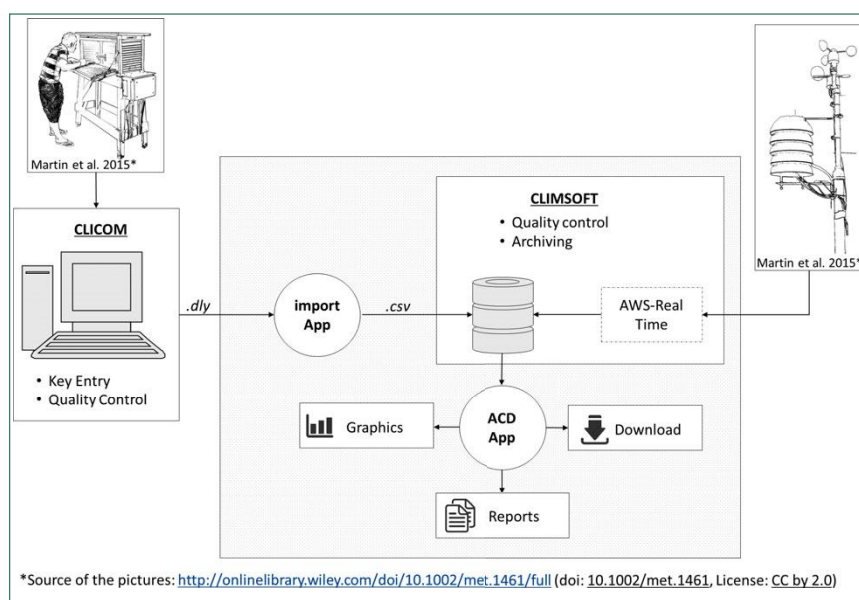 Martin et al. 2015*
CLICOM
• Key Entry
• Quality Control
.dly
import
App
.csv
CLIMSOFT
• Quality control
• Archiving
AWS-Real
Time
Martin et al. 2015*
ACD
App
Graphics
Download
Reports
*Source of the pictures: http://onlinelibrary.wiley.com/doi/10.1002/met.1461/full (doi: 10.1002/met.1461, License: CC by 2.0)